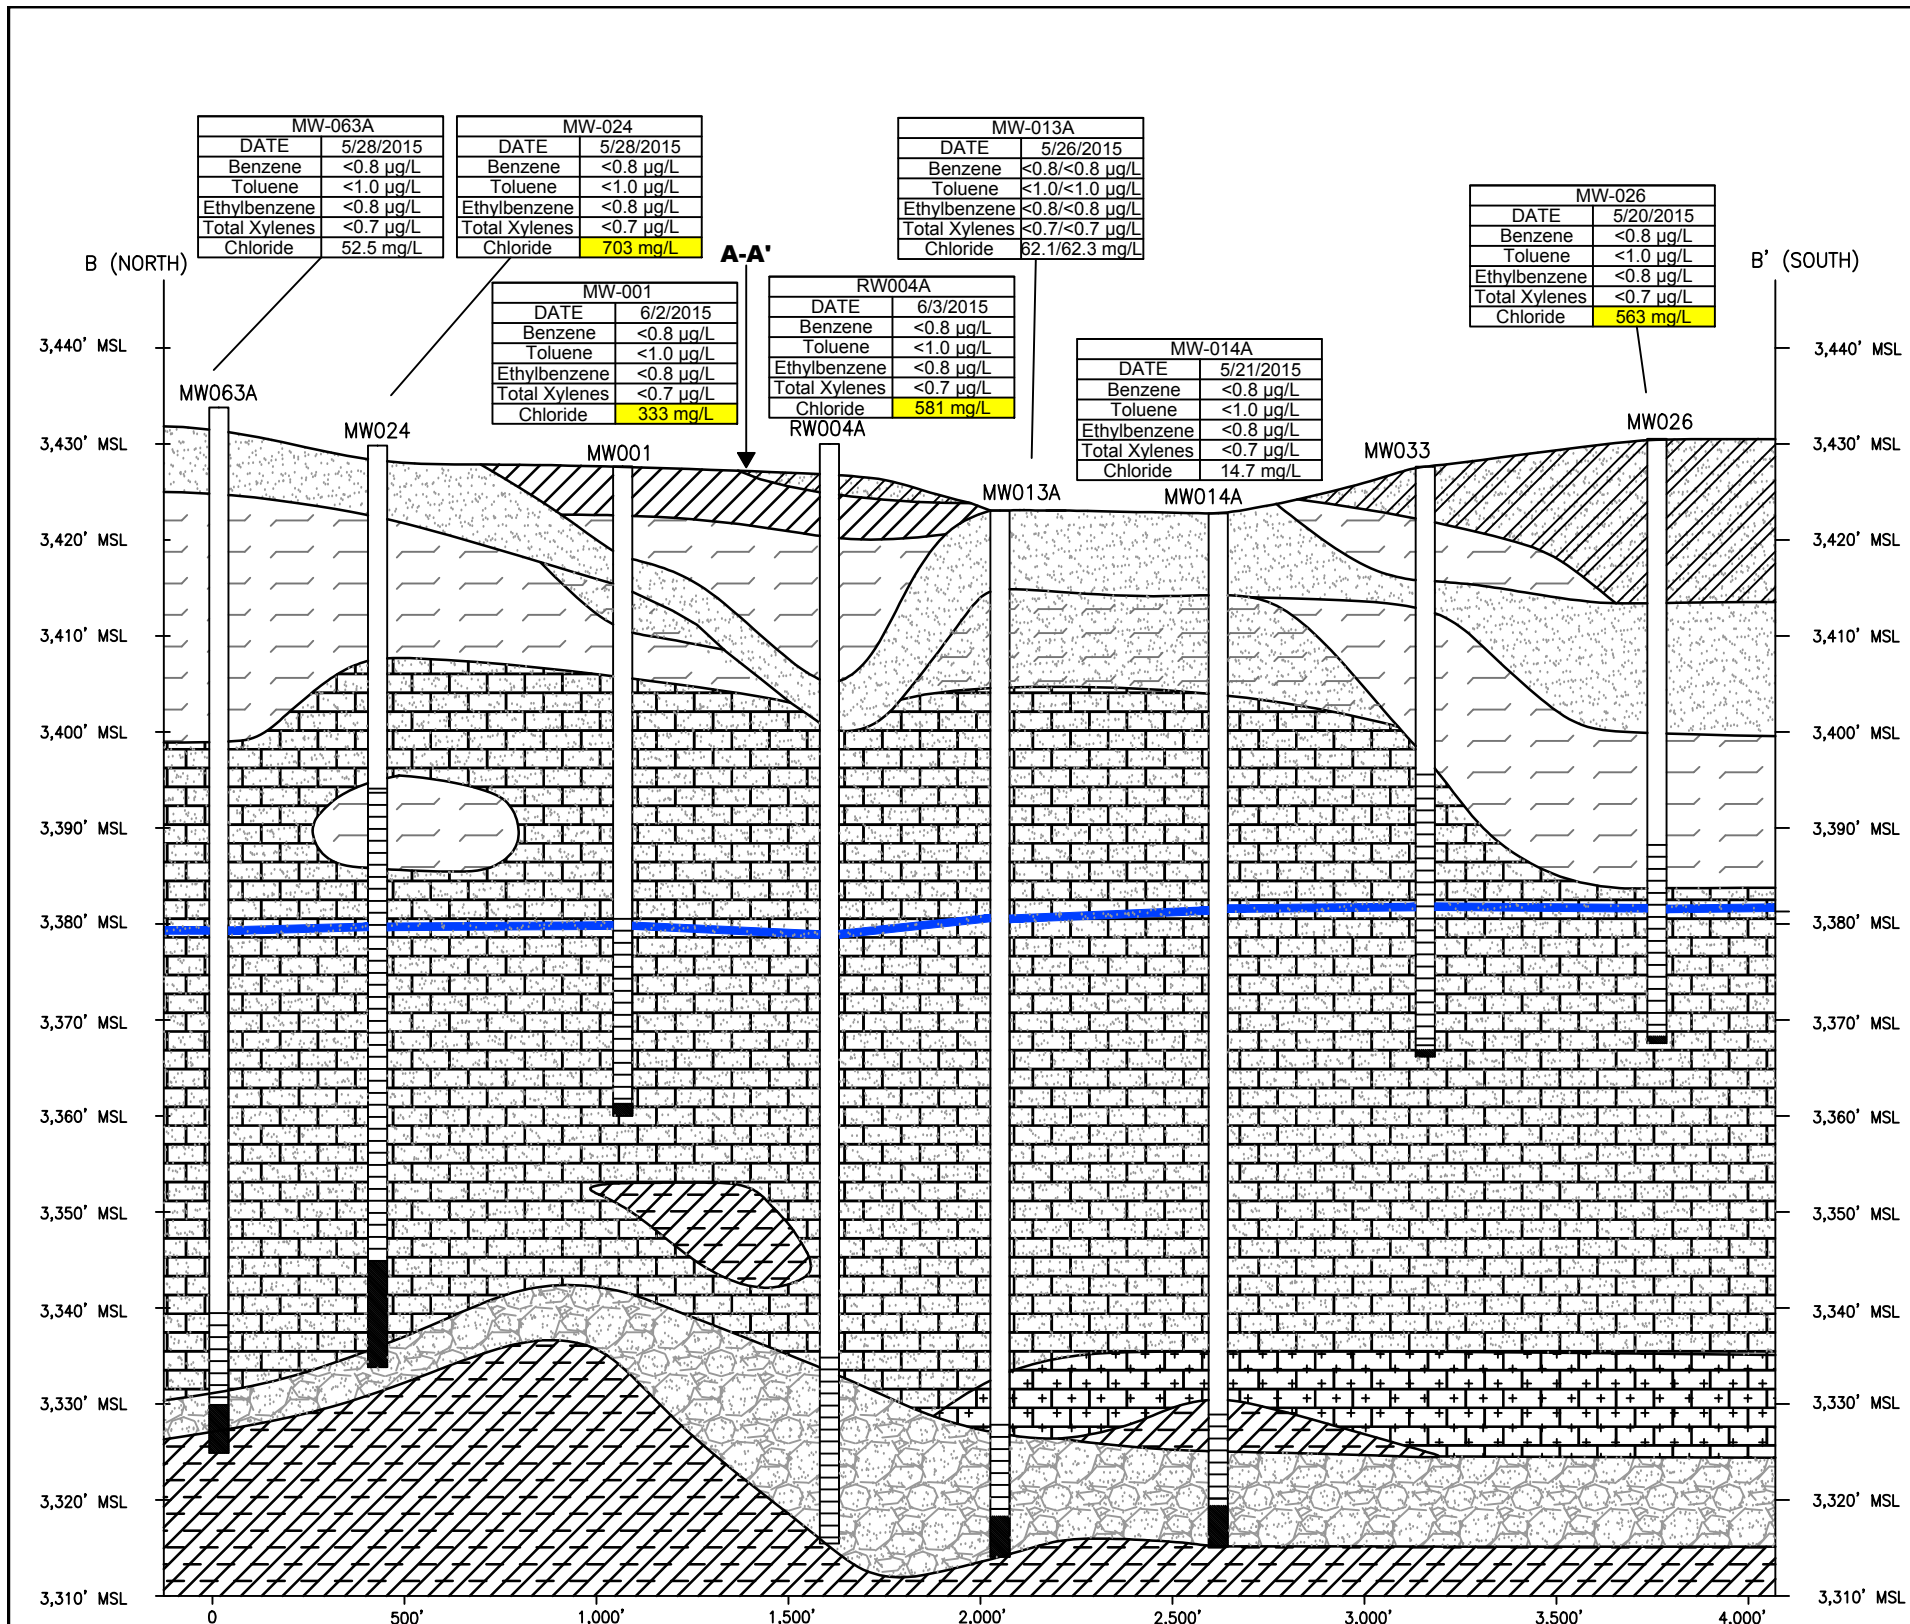 MW-063A
DATE 5/28/2015
Benzene <0.8 µg/L
Toluene <1.0 µg/L
Ethylbenzene <0.8 µg/L
Total Xylenes <0.7 µg/L
Chloride 52.5 mg/L
MW-024
DATE 5/28/2015
Benzene <0.8 µg/L
Toluene <1.0 µg/L
Ethylbenzene <0.8 µg/L
Total Xylenes <0.7 µg/L
Chloride 703 mg/L
MW-013A
DATE 5/26/2015
Benzene <0.8/<0.8 µg/L
Toluene <1.0/<1.0 µg/L
Ethylbenzene <0.8/<0.8 µg/L
Total Xylenes <0.7/<0.7 µg/L
Chloride 62.1/62.3 mg/L
MW-026
DATE 5/20/2015
Benzene <0.8 µg/L
Toluene <1.0 µg/L
Ethylbenzene <0.8 µg/L
Total Xylenes <0.7 µg/L
Chloride 563 mg/L
B (NORTH)
A-A'
B' (SOUTH)
MW-001
DATE 6/2/2015
Benzene <0.8 µg/L
Toluene <1.0 µg/L
Ethylbenzene <0.8 µg/L
Total Xylenes <0.7 µg/L
Chloride 333 mg/L
RW004A
DATE 6/3/2015
Benzene <0.8 µg/L
Toluene <1.0 µg/L
Ethylbenzene <0.8 µg/L
Total Xylenes <0.7 µg/L
Chloride 581 mg/L
MW-014A
DATE 5/21/2015
Benzene <0.8 µg/L
Toluene <1.0 µg/L
Ethylbenzene <0.8 µg/L
Total Xylenes <0.7 µg/L
Chloride 14.7 mg/L
MW063A
MW024
MW001
RW004A
MW013A
MW014A
MW033
MW026
3,440' MSL
3,430' MSL
3,420' MSL
3,410' MSL
3,400' MSL
3,390' MSL
3,380' MSL
3,370' MSL
3,360' MSL
3,350' MSL
3,340' MSL
3,330' MSL
3,320' MSL
3,310' MSL
3,440' MSL
3,430' MSL
3,420' MSL
3,410' MSL
3,400' MSL
3,390' MSL
3,380' MSL
3,370' MSL
3,360' MSL
3,350' MSL
3,340' MSL
3,330' MSL
3,320' MSL
3,310' MSL
0 500' 1,000' 1,500' 2,000' 2,500' 3,000' 3,500' 4,000'